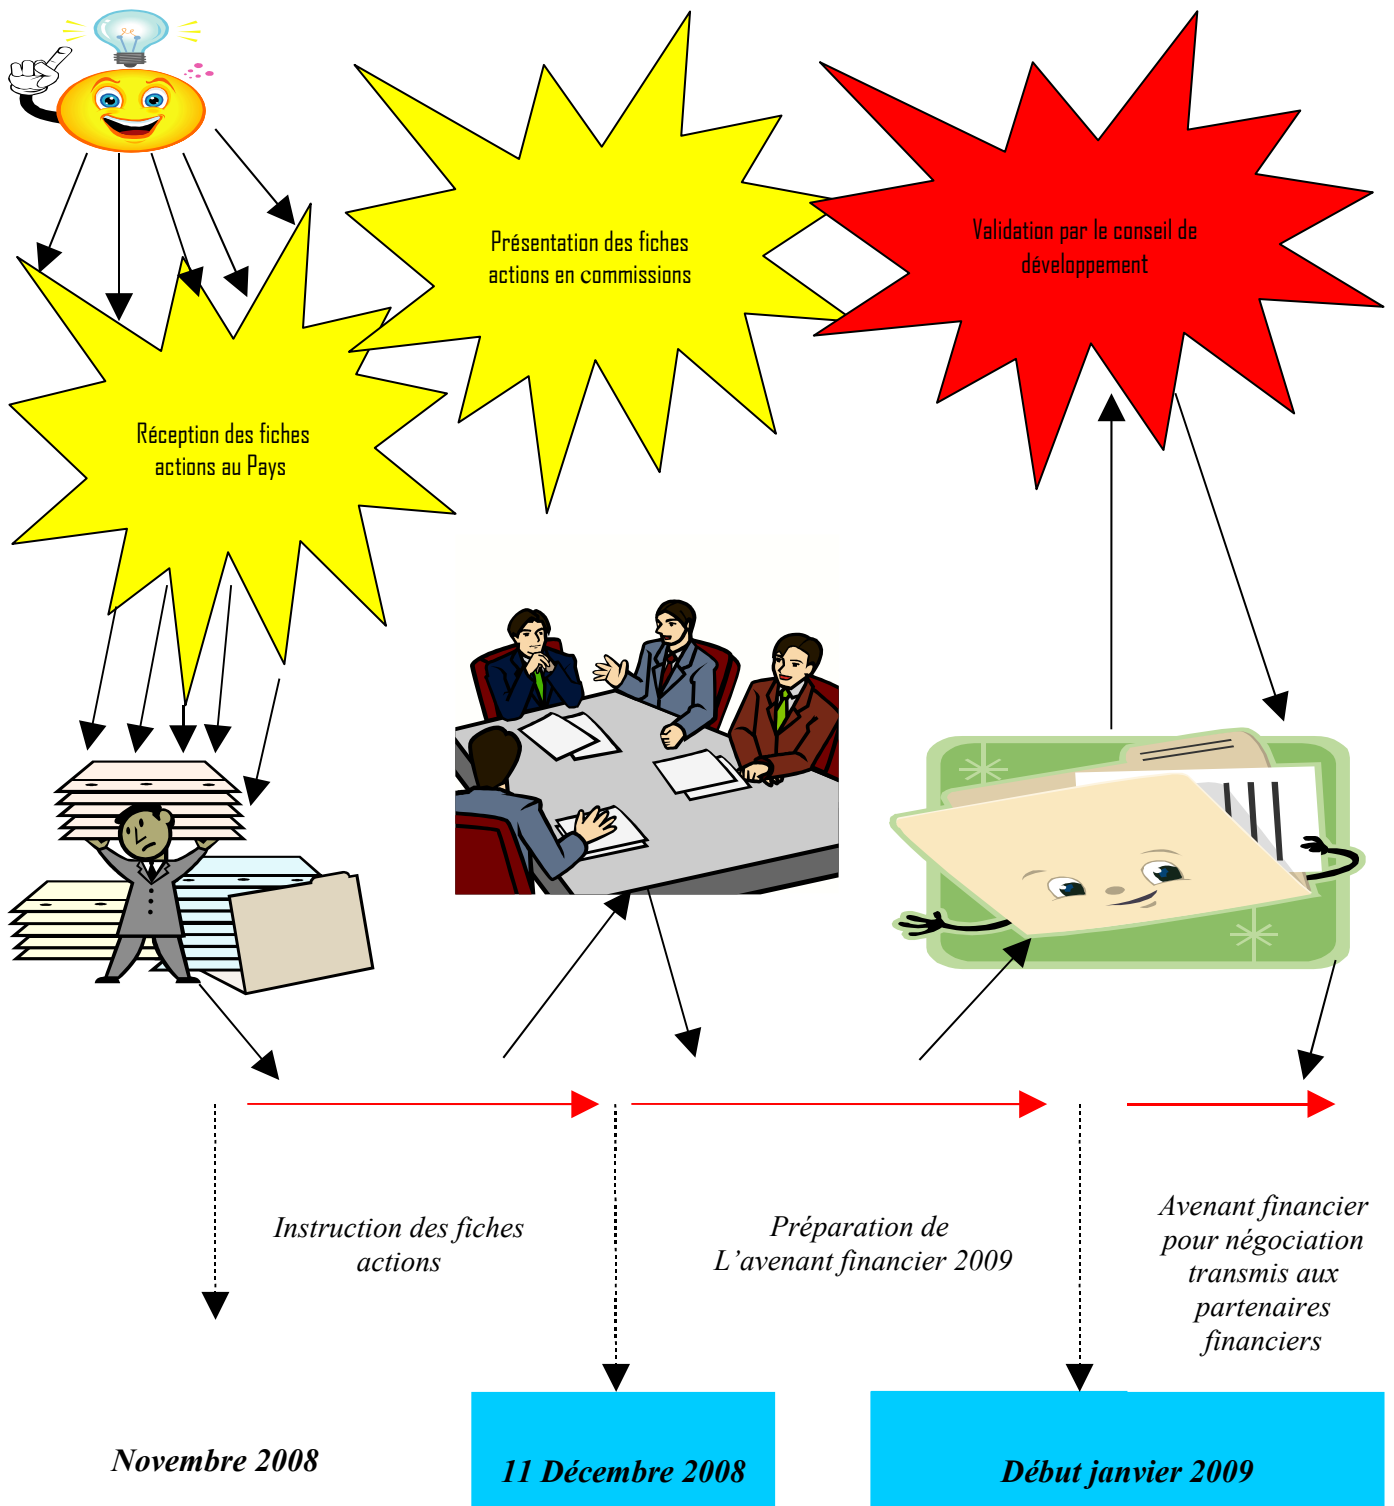 Présentation des fiches
actions en commissions
Validation par le conseil de
développement
Réception des fiches
actions au Pays
Instruction des fiches
actions
Préparation de
L’avenant financier 2009
Avenant financier
pour négociation
transmis aux
partenaires
financiers
Novembre 2008
11 Décembre 2008
Début janvier 2009